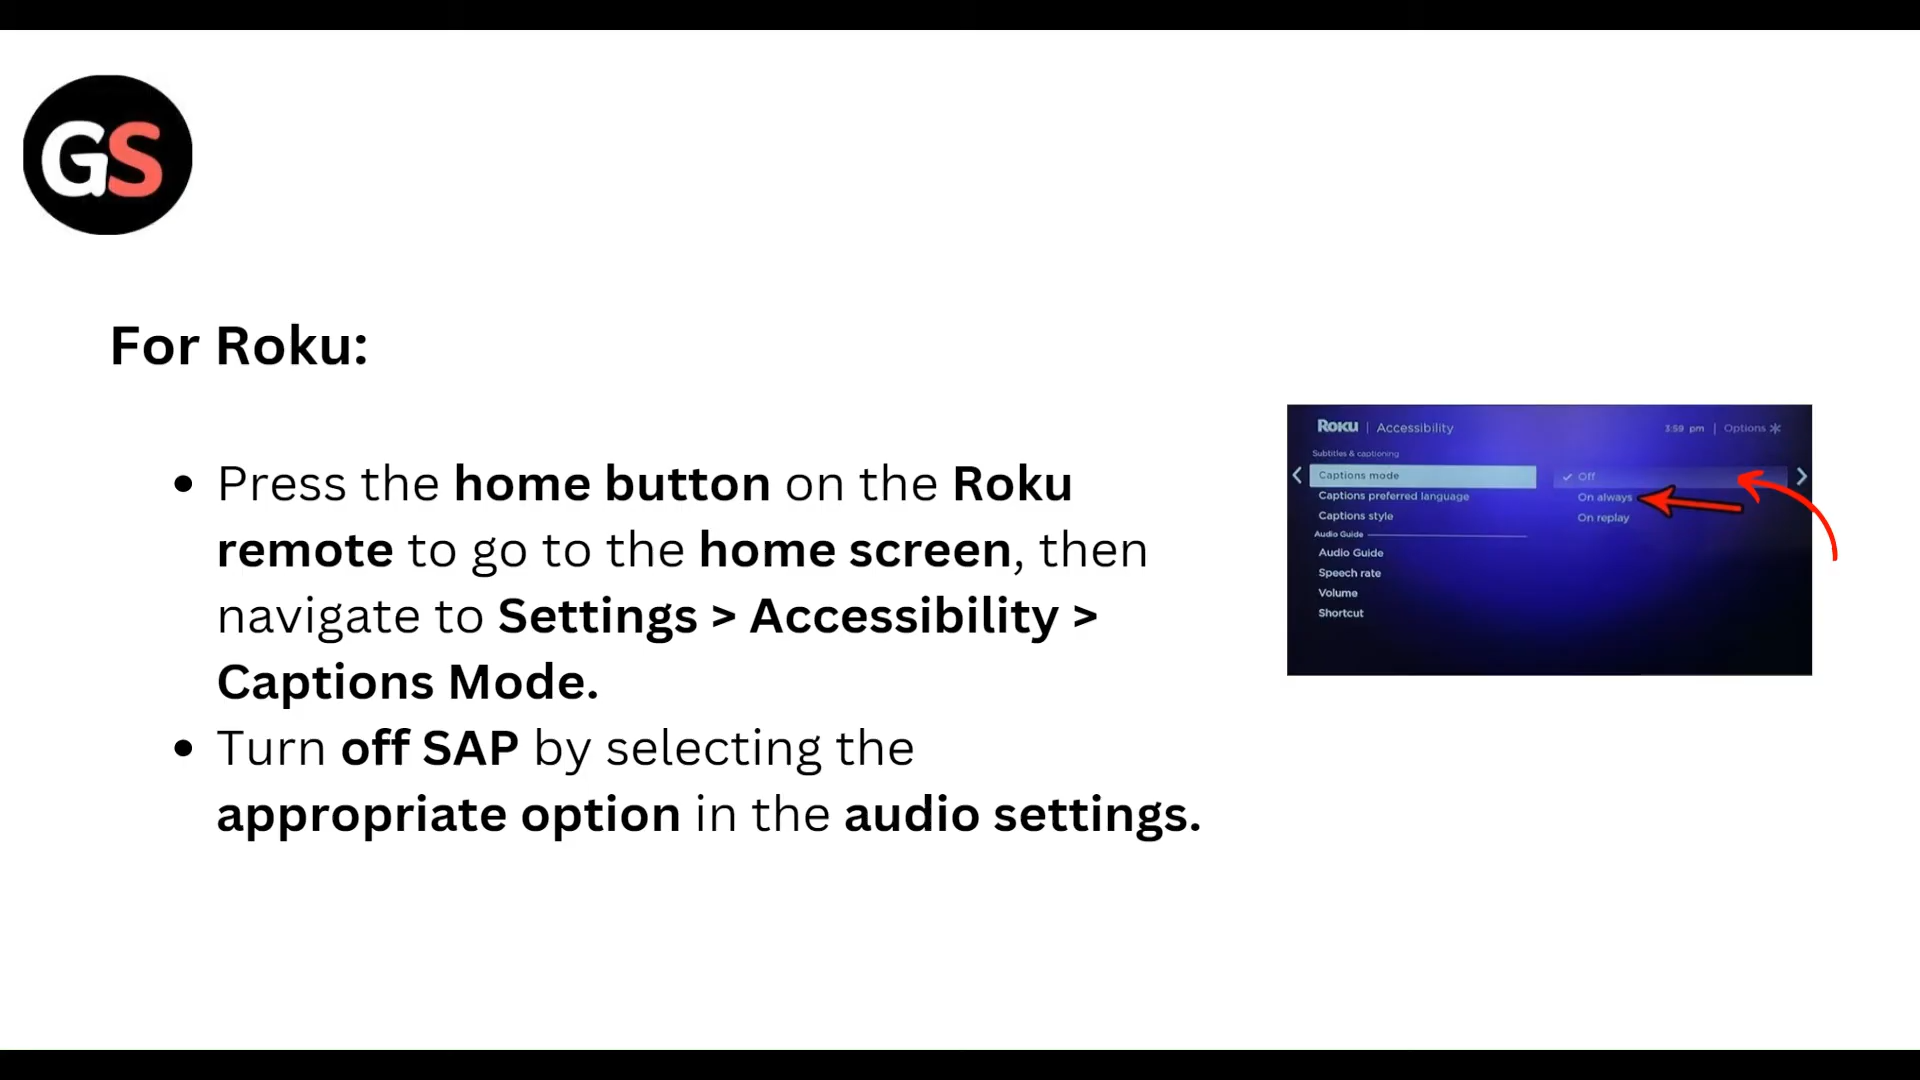 GS
For Roku:
• Press the home button on the Roku
remote to go to the home screen, then
navigate to Settings > Accessibility >
Captions Mode.
• Turn off SAP by selecting the
appropriate option in the audio settings.
Roku | Accessibility
3:59 pm | Options
Subtitles & captioning
Captions mode
Captions preferred language
Captions style
Audio Guide
Audio Guide
Speech rate
Volume
Shortcut
Off
On always
On replay